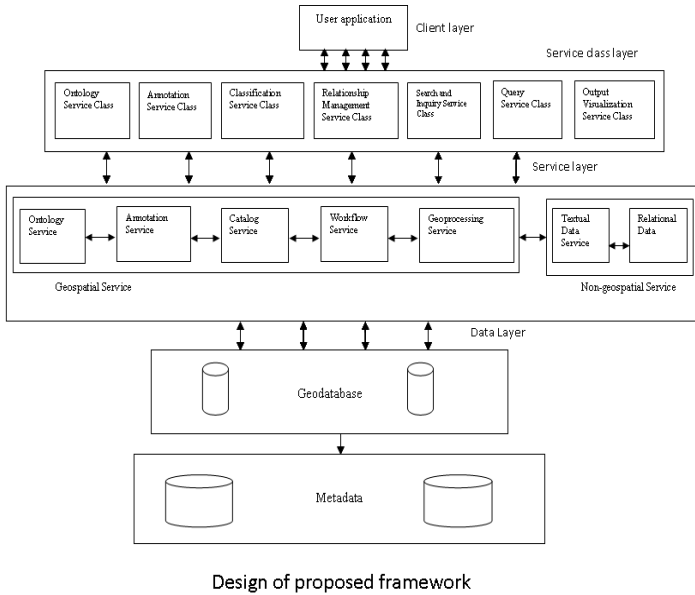 User application
Client layer
Service class layer
Ontology
Service Class
Annotation
Service Class
Classification
Service Class
Relationship
Management
Service Class
Search and
Inquiry Service
Class
Query
Service Class
Output
Visualization
Service Class
Service layer
Ontology
Service
Annotation
Service
Catalog
Service
Workflow
Service
Geoprocessing
Service
Textual
Data
Service
Relational
Data
Geospatial Service
Non-geospatial Service
Data Layer
Geodatabase
Metadata
Design of proposed framework